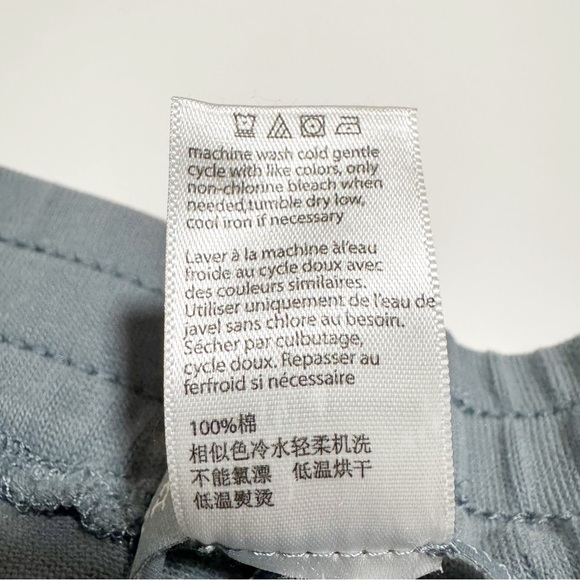 machine wash cold gentle
cycle with like colors, only
non-chlorine bleach when
needed, tumble dry low,
cool iron if necessary
Laver à la machine àl'eau
froide au cycle doux avec
des couleurs similaires.
Utiliser uniquement de l'eau de
javel sans chlore au besoin.
Sécher par culbutage,
cycle doux. Repasser au
ferfroid si nécessaire
100%棉
相似色冷水轻柔机洗
不能氯漂 低温烘干
低温熨烫